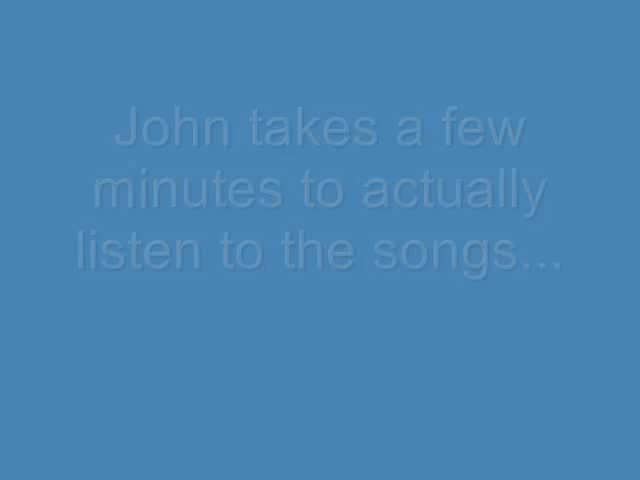 John takes a few
minutes to actually
listen to the songs...